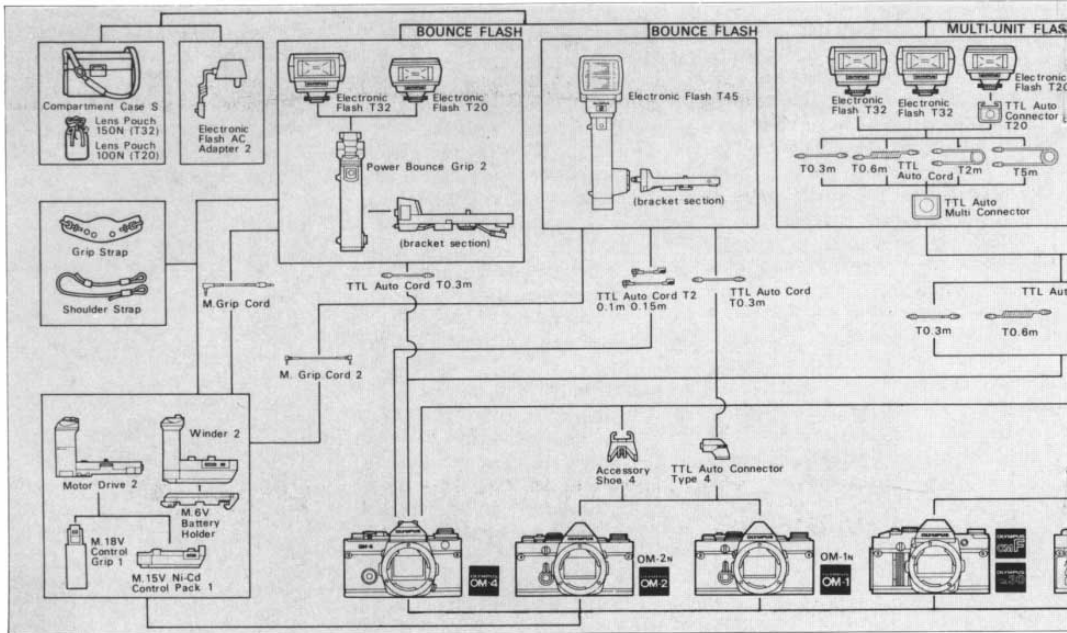 BOUNCE FLASH
BOUNCE FLASH
MULTI-UNIT FLAS
Compartment Case S
Lens Pouch
150N (T32)
Lens Pouch
100N (T20)
Electronic
Flash AC
Adapter 2
Electronic
Flash T32
Electronic
Flash T20
Power Bounce Grip 2
(bracket section)
Electronic Flash T45
(bracket section)
Electronic
Flash T32
Electronic
Flash T32
Electronic
Flash T20
TTL Auto
Connector
T20
T0.3m
T0.6m
TTL
Auto Cord
T2m
T5m
TTL Auto
Multi Connector
Grip Strap
Shoulder Strap
M.Grip Cord
TTL Auto Cord T0.3m
TTL Auto Cord T2
0.1m 0.15m
TTL Auto Cord
T0.3m
TTL Aut
T0.3m
T0.6m
M. Grip Cord 2
Motor Drive 2
Winder 2
M.6V
Battery
Holder
M.18V
Control
Grip 1
M.15V Ni-Cd
Control Pack 1
Accessory
Shoe 4
TTL Auto Connector
Type 4
OM-4
OM-2N
OM-2
OM-1N
OM-1
OLYMPUS